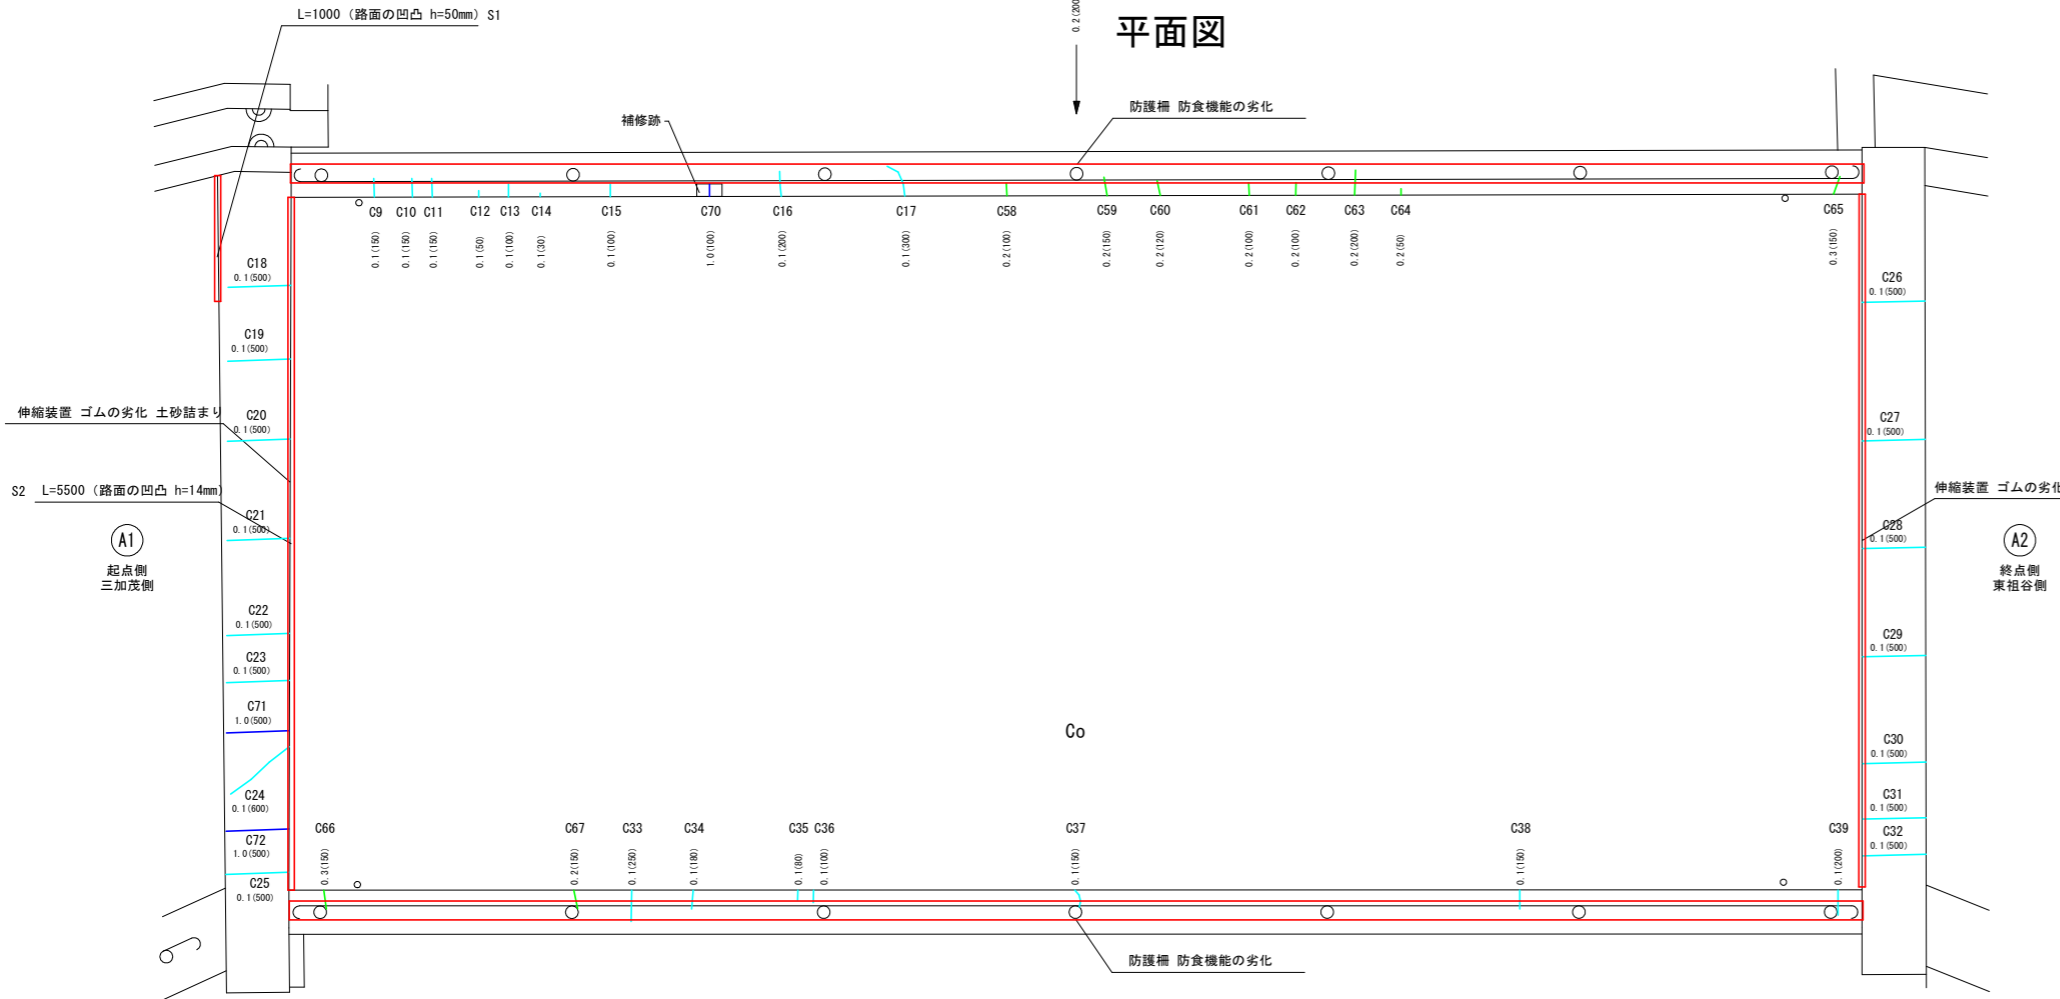 L=1000 (路面の凹凸 h=50mm) S1
0.2(200
平面図
防護柵 防食機能の劣化
補修跡
C9 C10 C11 C12 C13 C14 C15 C70 C16 C17 C58 C59 C60 C61 C62 C63 C64 C65
0.1(150) 0.1(150) 0.1(150) 0.1(50) 0.1(100) 0.1(30) 0.1(100) 1.0(100) 0.1(200) 0.1(300) 0.2(100) 0.2(150) 0.2(120) 0.2(100) 0.2(100) 0.2(200) 0.2(50) 0.3(150)
C18
0.1(500)
C19
0.1(500)
伸縮装置 ゴムの劣化 土砂詰まり
C20
0.1(500)
S2 L=5500 (路面の凹凸 h=14mm)
C21
0.1(500)
A1
起点側
三加茂側
C22
0.1(500)
C23
0.1(500)
C71
1.0(500)
C24
0.1(600)
C72
1.0(500)
C25
0.1(500)
C26
0.1(500)
C27
0.1(500)
伸縮装置 ゴムの劣化
C28
0.1(500)
A2
終点側
東祖谷側
C29
0.1(500)
C30
0.1(500)
C31
0.1(500)
C32
0.1(500)
Co
C66 C67 C33 C34 C35 C36 C37 C38 C39
0.3(150) 0.2(150) 0.1(250) 0.1(180) 0.1(80) 0.1(100) 0.1(150) 0.1(150) 0.1(200)
防護柵 防食機能の劣化